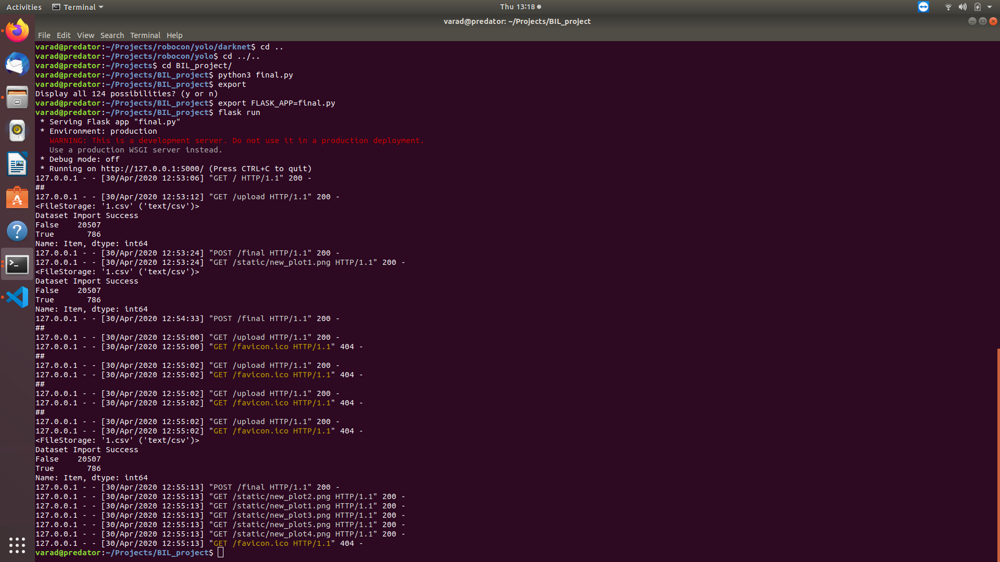 Activities Terminal Thu 13:18
varad@predator: ~/Projects/BIL_project
File Edit View Search Terminal Help
varad@predator:~/Projects/robocon/yolo/darknet$ cd ..
varad@predator:~/Projects/robocon/yolo$ cd ../..
varad@predator:~/Projects$ cd BIL_project/
varad@predator:~/Projects/BIL_project$ python3 final.py
varad@predator:~/Projects/BIL_project$ export
Display all 124 possibilities? (y or n)
varad@predator:~/Projects/BIL_project$ export FLASK_APP=final.py
varad@predator:~/Projects/BIL_project$ flask run
 * Serving Flask app "final.py"
 * Environment: production
   WARNING: This is a development server. Do not use it in a production deployment.
   Use a production WSGI server instead.
 * Debug mode: off
 * Running on http://127.0.0.1:5000/ (Press CTRL+C to quit)
127.0.0.1 - - [30/Apr/2020 12:53:06] "GET / HTTP/1.1" 200 -
##
127.0.0.1 - - [30/Apr/2020 12:53:12] "GET /upload HTTP/1.1" 200 -
<FileStorage: '1.csv' ('text/csv')>
Dataset Import Success
False    20507
True       786
Name: Item, dtype: int64
127.0.0.1 - - [30/Apr/2020 12:53:24] "POST /final HTTP/1.1" 200 -
127.0.0.1 - - [30/Apr/2020 12:53:24] "GET /static/new_plot1.png HTTP/1.1" 200 -
<FileStorage: '1.csv' ('text/csv')>
Dataset Import Success
False    20507
True       786
Name: Item, dtype: int64
127.0.0.1 - - [30/Apr/2020 12:54:33] "POST /final HTTP/1.1" 200 -
##
127.0.0.1 - - [30/Apr/2020 12:55:00] "GET /upload HTTP/1.1" 200 -
127.0.0.1 - - [30/Apr/2020 12:55:00] "GET /favicon.ico HTTP/1.1" 404 -
##
127.0.0.1 - - [30/Apr/2020 12:55:02] "GET /upload HTTP/1.1" 200 -
127.0.0.1 - - [30/Apr/2020 12:55:02] "GET /favicon.ico HTTP/1.1" 404 -
##
127.0.0.1 - - [30/Apr/2020 12:55:02] "GET /upload HTTP/1.1" 200 -
127.0.0.1 - - [30/Apr/2020 12:55:02] "GET /favicon.ico HTTP/1.1" 404 -
##
127.0.0.1 - - [30/Apr/2020 12:55:02] "GET /upload HTTP/1.1" 200 -
127.0.0.1 - - [30/Apr/2020 12:55:02] "GET /favicon.ico HTTP/1.1" 404 -
<FileStorage: '1.csv' ('text/csv')>
Dataset Import Success
False    20507
True       786
Name: Item, dtype: int64
127.0.0.1 - - [30/Apr/2020 12:55:13] "POST /final HTTP/1.1" 200 -
127.0.0.1 - - [30/Apr/2020 12:55:13] "GET /static/new_plot2.png HTTP/1.1" 200 -
127.0.0.1 - - [30/Apr/2020 12:55:13] "GET /static/new_plot1.png HTTP/1.1" 200 -
127.0.0.1 - - [30/Apr/2020 12:55:13] "GET /static/new_plot3.png HTTP/1.1" 200 -
127.0.0.1 - - [30/Apr/2020 12:55:13] "GET /static/new_plot5.png HTTP/1.1" 200 -
127.0.0.1 - - [30/Apr/2020 12:55:13] "GET /static/new_plot4.png HTTP/1.1" 200 -
127.0.0.1 - - [30/Apr/2020 12:55:13] "GET /favicon.ico HTTP/1.1" 404 -
varad@predator:~/Projects/BIL_project$